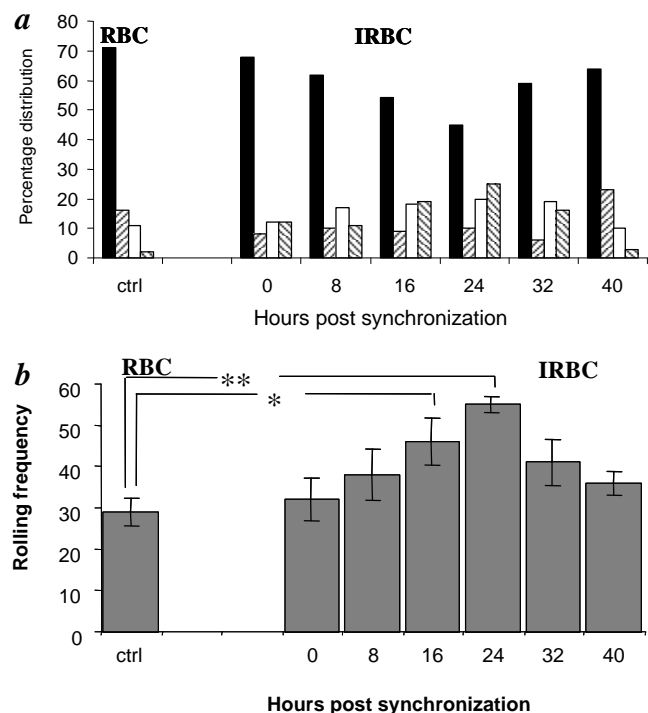 a
RBC
IRBC
Percentage distribution
80
70
60
50
40
30
20
10
0
ctrl 0 8 16 24 32 40
Hours post synchronization
b
RBC
IRBC
**
*
Rolling frequency
60
50
40
30
20
10
0
ctrl 0 8 16 24 32 40
Hours post synchronization